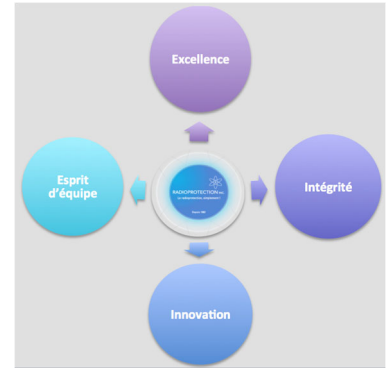 Excellence
Esprit
d'équipe
RADIOPROTECTION INC
Intégrité
Innovation